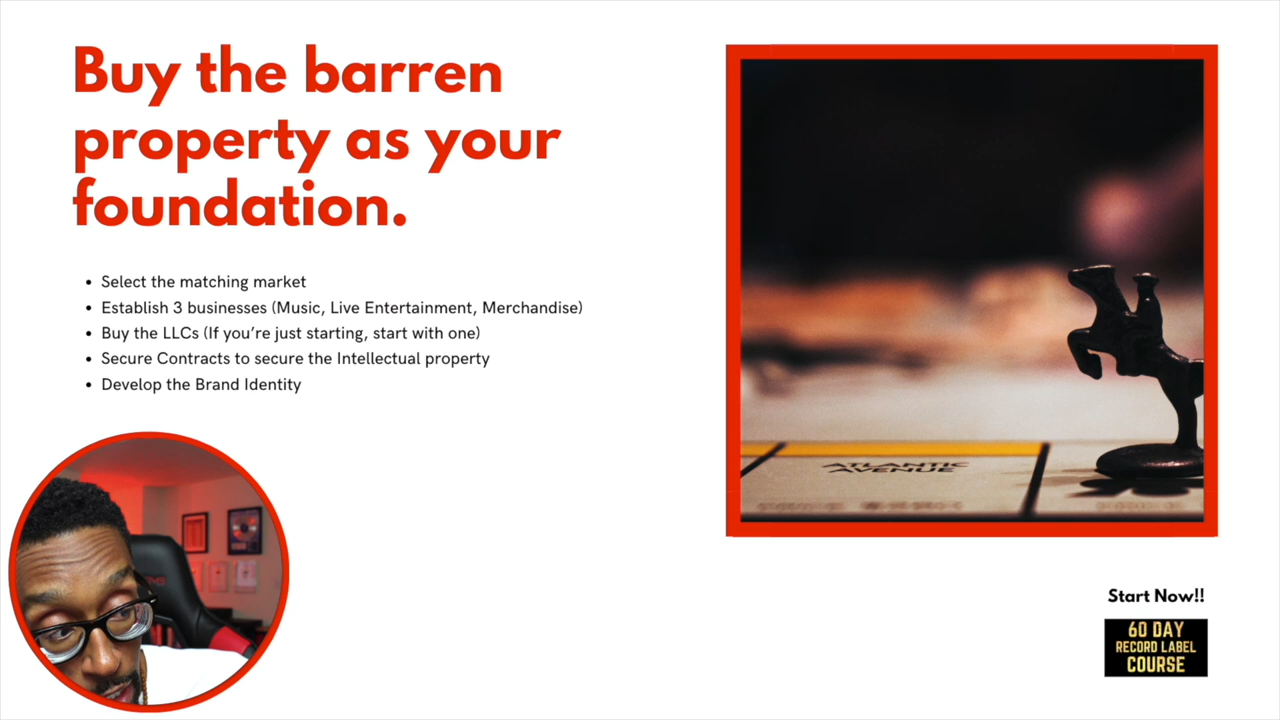 Buy the barren
property as your
foundation.
• Select the matching market
• Establish 3 businesses (Music, Live Entertainment, Merchandise)
• Buy the LLCs (If you’re just starting, start with one)
• Secure Contracts to secure the Intellectual property
• Develop the Brand Identity
ATLANTIC
AVENUE
Start Now!!
60 DAY
RECORD LABEL
COURSE